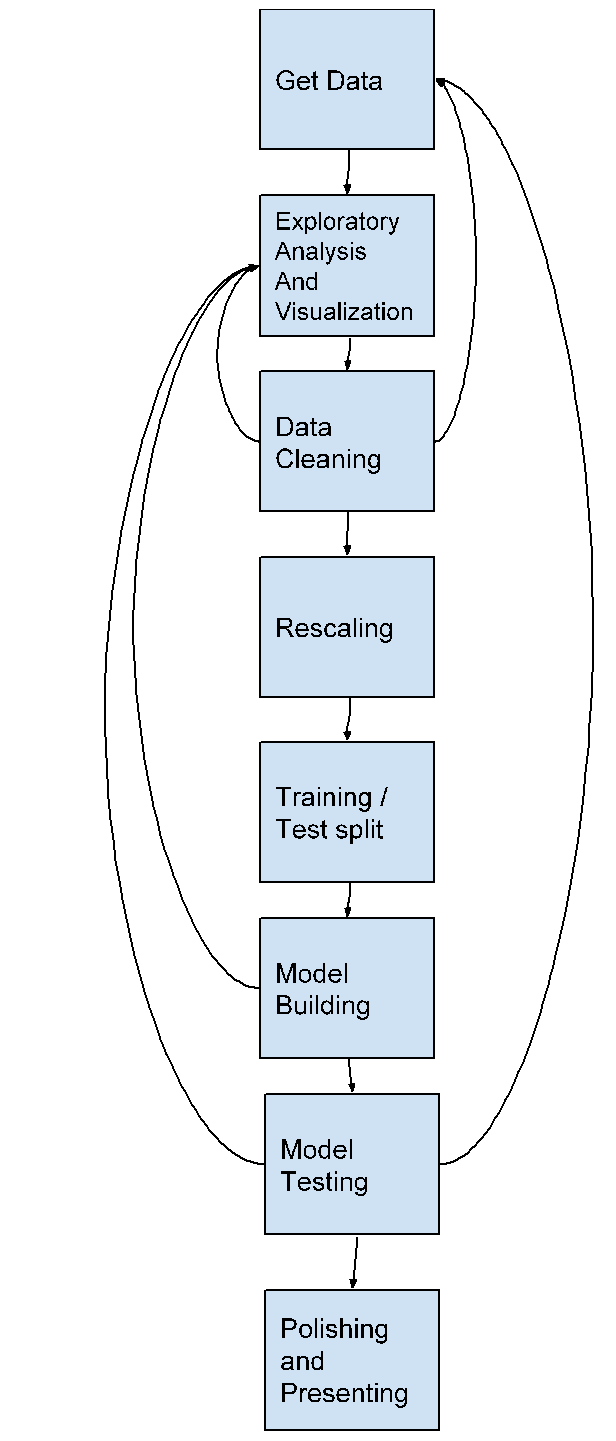 Get Data
Exploratory
Analysis
And
Visualization
Data
Cleaning
Rescaling
Training /
Test split
Model
Building
Model
Testing
Polishing
and
Presenting